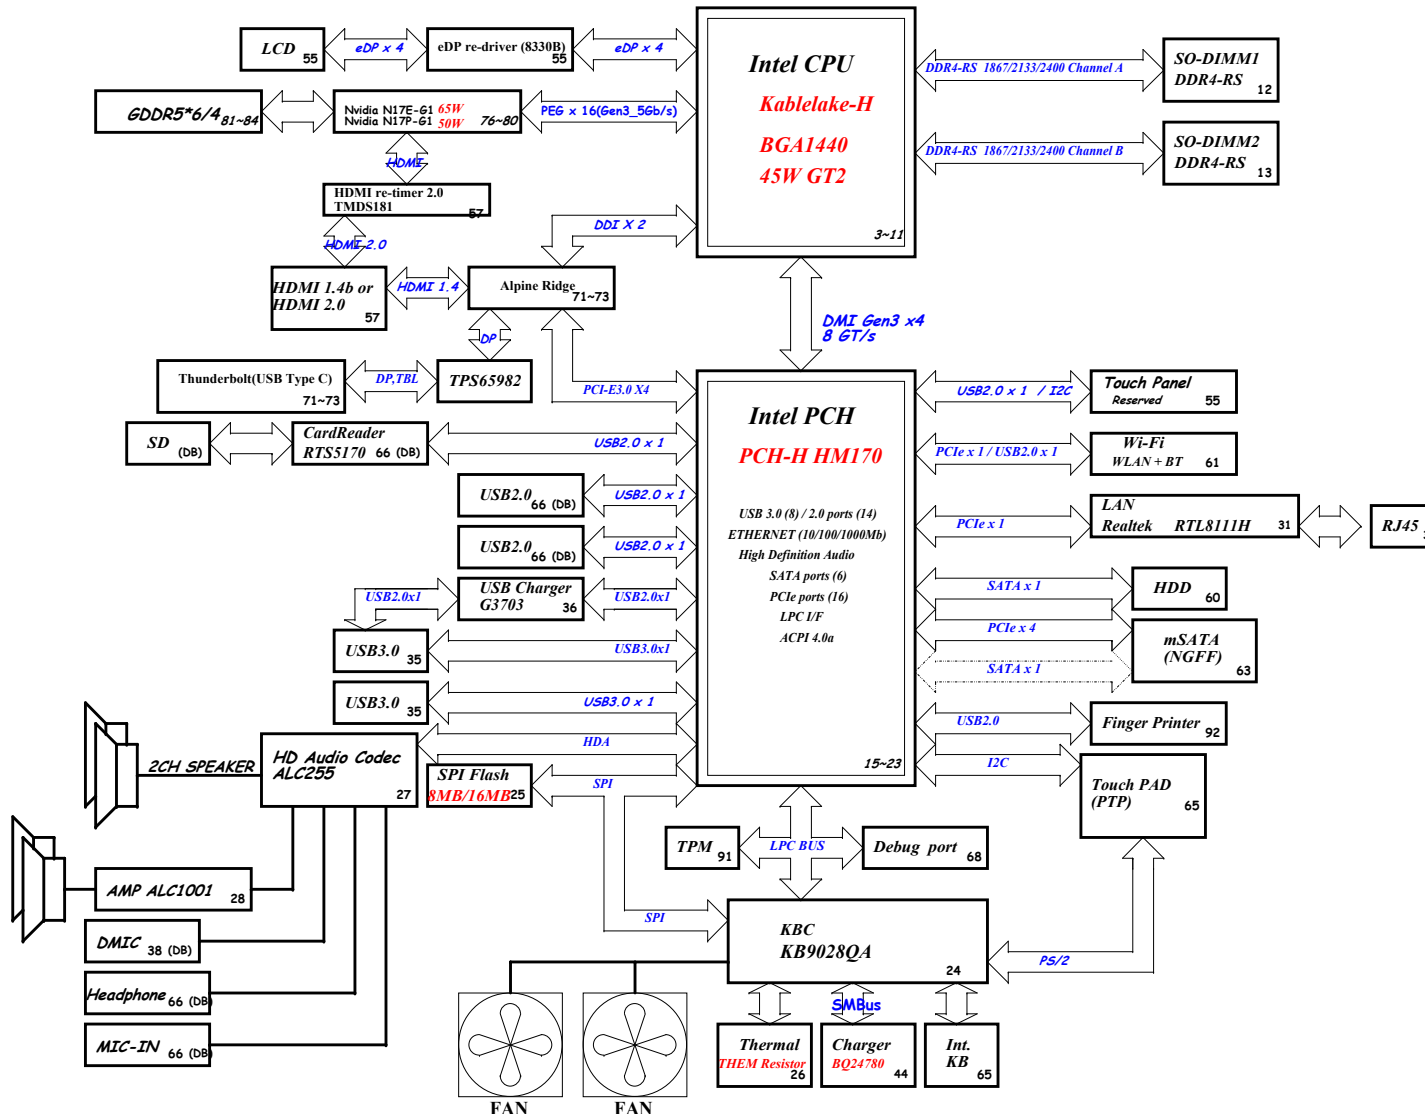 LCD
55
eDP x 4
eDP re-driver (8330B)
55
eDP x 4
Intel CPU
Kablelake-H
BGA1440
45W GT2
3~11
DDR4-RS 1867/2133/2400 Channel A
SO-DIMM1
DDR4-RS
12
DDR4-RS 1867/2133/2400 Channel B
SO-DIMM2
DDR4-RS
13
GDDR5*6/4
81~84
Nvidia N17E-G1 65W
Nvidia N17P-G1 50W
76~80
PEG x 16(Gen3_5Gb/s)
HDMI
HDMI re-timer 2.0
TMDS181
57
HDMI 2.0
DDI X 2
HDMI 1.4b or
HDMI 2.0
57
HDMI 1.4
Alpine Ridge
71~73
DMI Gen3 x4
8 GT/s
DP
Thunderbolt(USB Type C)
71~73
DP,TBL
TPS65982
PCI-E3.0 X4
Intel PCH
PCH-H HM170
USB 3.0 (8) / 2.0 ports (14)
ETHERNET (10/100/1000Mb)
High Definition Audio
SATA ports (6)
PCIe ports (16)
LPC I/F
ACPI 4.0a
15~23
USB2.0 x 1 / I2C
Touch Panel
Reserved
55
SD
(DB)
CardReader
RTS5170 66 (DB)
USB2.0 x 1
PCIe x 1 / USB2.0 x 1
Wi-Fi
WLAN + BT
61
USB2.0
66 (DB)
USB2.0 x 1
PCIe x 1
LAN
Realtek RTL8111H
31
RJ45
USB2.0
66 (DB)
USB2.0 x 1
USB2.0x1
USB Charger
G3703
36
USB2.0x1
SATA x 1
HDD
60
USB3.0
35
USB3.0x1
PCIe x 4
mSATA
(NGFF)
63
SATA x 1
USB3.0
35
USB3.0 x 1
USB2.0
Finger Printer
92
2CH SPEAKER
HD Audio Codec
ALC255
27
HDA
I2C
SPI Flash
8MB/16MB
25
SPI
Touch PAD
(PTP)
65
TPM
91
LPC BUS
Debug port
68
AMP ALC1001
28
SPI
KBC
KB9028QA
24
PS/2
DMIC
38 (DB)
Headphone
66 (DB)
MIC-IN
66 (DB)
SMBus
Thermal
THEM Resistor
26
Charger
BQ24780
44
Int.
KB
65
FAN
FAN